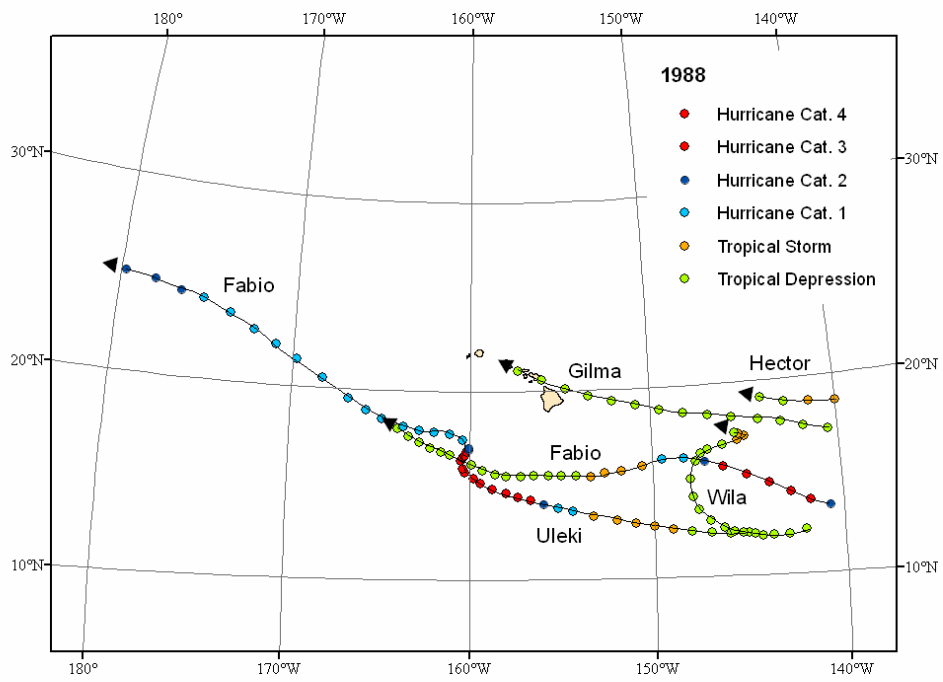 180° 170°W 160°W 150°W 140°W
1988
Hurricane Cat. 4
Hurricane Cat. 3
30°N 30°N
Hurricane Cat. 2
Hurricane Cat. 1
Tropical Storm
Tropical Depression
Fabio
20°N 20°N
Gilma Hector
Fabio
Wila
Uleki
10°N 10°N
180° 170°W 160°W 150°W 140°W